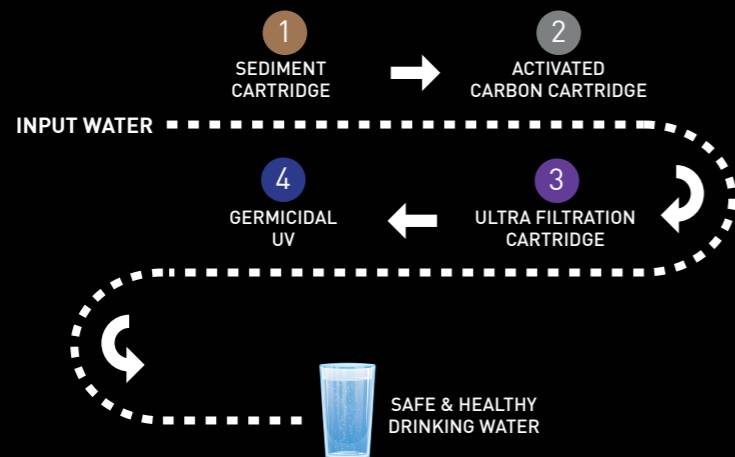 1
2
SEDIMENT
CARTRIDGE
ACTIVATED
CARBON CARTRIDGE
INPUT WATER
4
3
GERMICIDAL
UV
ULTRA FILTRATION
CARTRIDGE
SAFE & HEALTHY
DRINKING WATER